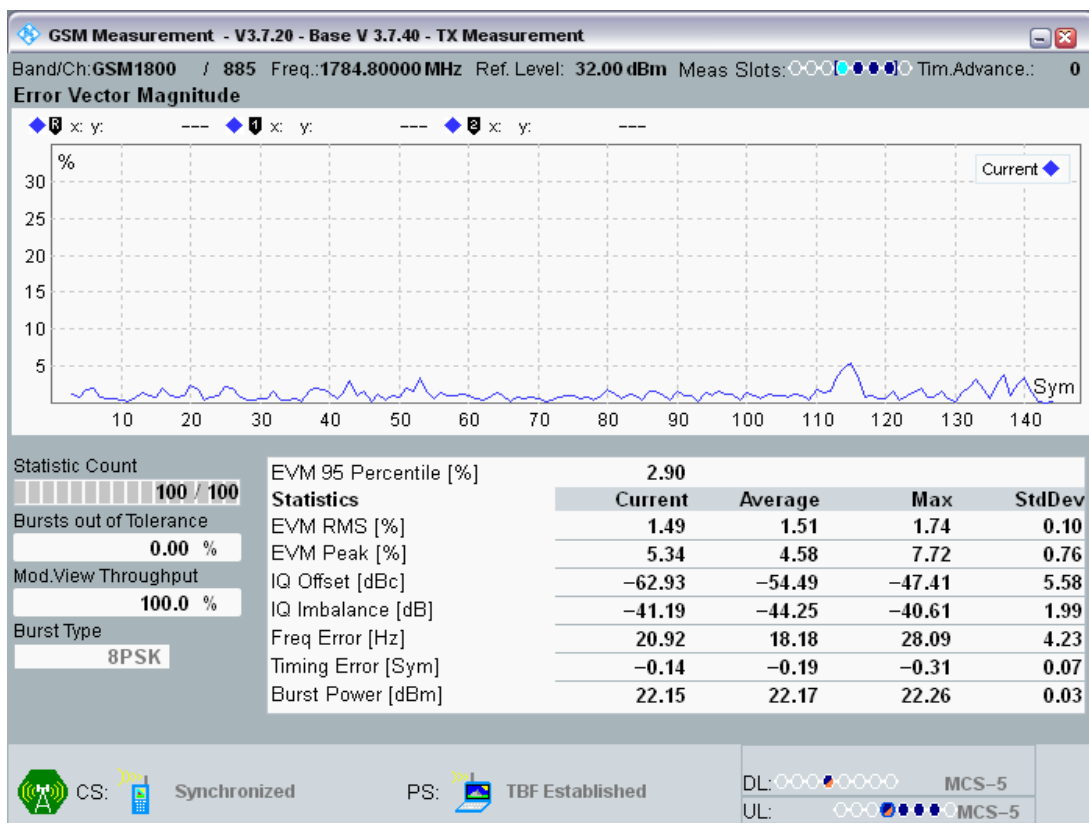 GSM Measurement - V3.7.20 - Base V 3.7.40 - TX Measurement
Band/Ch:GSM1800 / 885 Freq.:1784.80000 MHz Ref. Level: 32.00 dBm Meas Slots: Tim.Advance.: 0
Error Vector Magnitude
R x: y: --- 1 x: y: --- 2 x: y: ---
%
Current
30
25
20
15
10
5
Sym
10 20 30 40 50 60 70 80 90 100 110 120 130 140
Statistic Count
100 / 100
Bursts out of Tolerance
0.00 %
Mod.View Throughput
100.0 %
Burst Type
8PSK
EVM 95 Percentile [%] 2.90
Statistics Current Average Max StdDev
EVM RMS [%] 1.49 1.51 1.74 0.10
EVM Peak [%] 5.34 4.58 7.72 0.76
IQ Offset [dBc] −62.93 −54.49 −47.41 5.58
IQ Imbalance [dB] −41.19 −44.25 −40.61 1.99
Freq Error [Hz] 20.92 18.18 28.09 4.23
Timing Error [Sym] −0.14 −0.19 −0.31 0.07
Burst Power [dBm] 22.15 22.17 22.26 0.03
CS: Synchronized PS: TBF Established
DL: MCS−5
UL: MCS−5